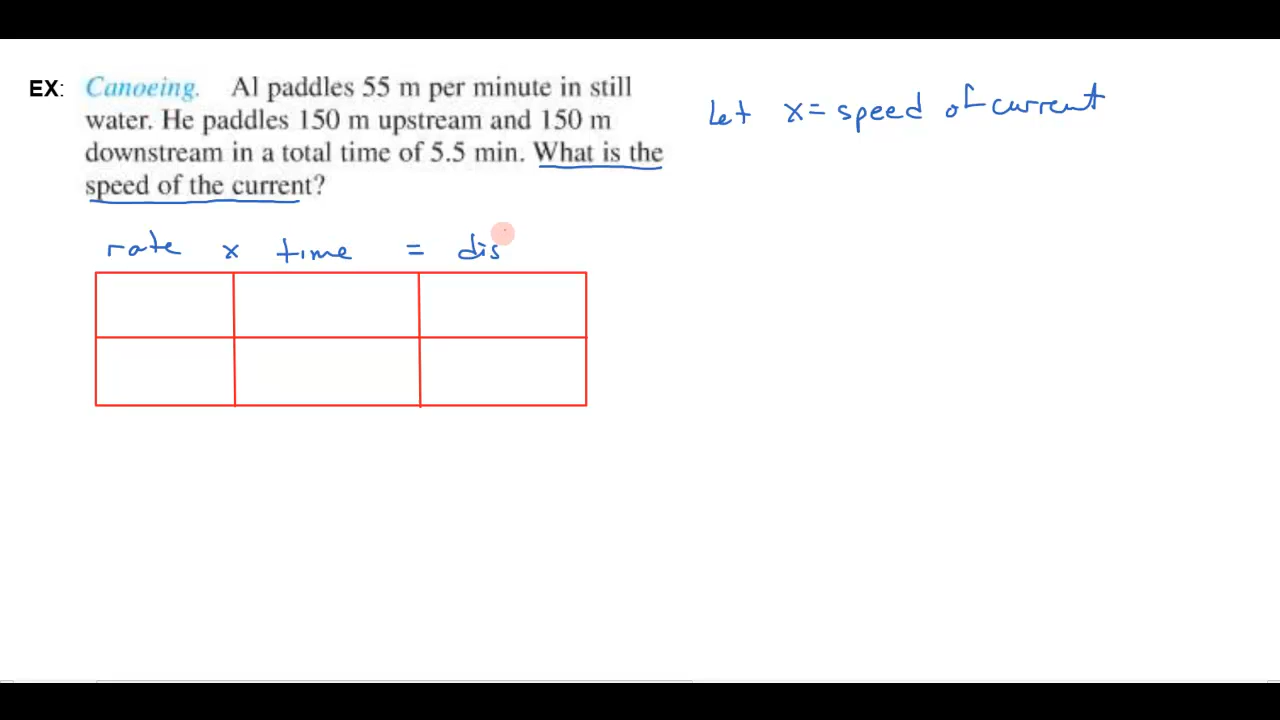 EX: Canoeing. Al paddles 55 m per minute in still
water. He paddles 150 m upstream and 150 m
downstream in a total time of 5.5 min. What is the
speed of the current?
Let x = speed of current
rate x time = dis